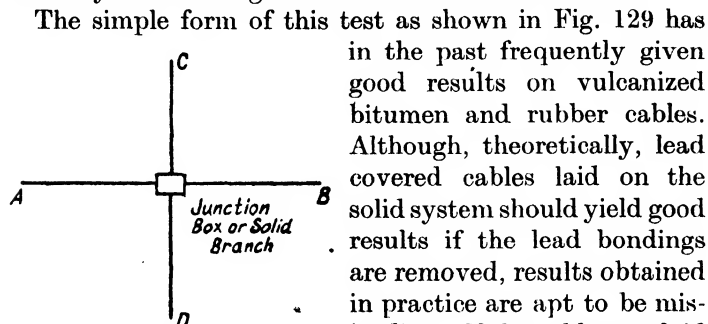 The simple form of this test as shown in Fig. 129 has
in the past frequently given
good results on vulcanized
bitumen and rubber cables.
Although, theoretically, lead
covered cables laid on the
solid system should yield good
results if the lead bondings
are removed, results obtained
in practice are apt to be mis-
C
A
B
Junction
Box or Solid
Branch
D